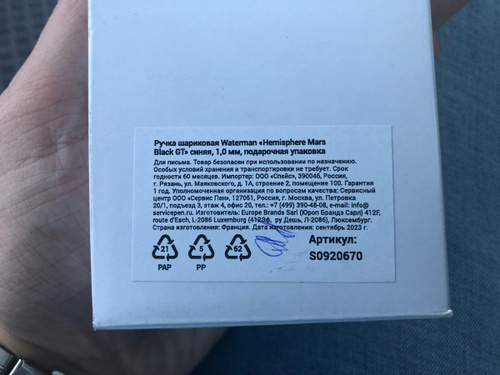 Ручка шариковая Waterman «Hemisphere Mars
Black GT» синяя, 1,0 мм, подарочная упаковка
Для письма. Товар безопасен при использовании по назначению.
Особых условий хранения и транспортировки не требует. Срок
годности 60 месяцев. Импортер: ООО «Спейс», 390046, Россия,
г. Рязань, ул. Маяковского, д. 1А, строение 2, помещение 100. Гарантия
1 год. Уполномоченная организация по вопросам качества: Сервисный
центр ООО «Сервис Пен», 127051, Россия, г. Москва, ул. Петровка
20/1, подъезд 3, этаж 4, офис 20, тел.: +7 (499) 390-48-08, e-mail: info@
servicepen.ru. Изготовитель: Europe Brands Sarl (Юроп Брандз Сарл) 412F,
route d'Esch, L-2086 Luxemburg (412Эф, ру Дешь, Л-2085), Люксембург.
Страна изготовления: Франция. Дата изготовления: сентябрь 2023 г.
21
PAP
5
PP
62
Артикул:
S0920670